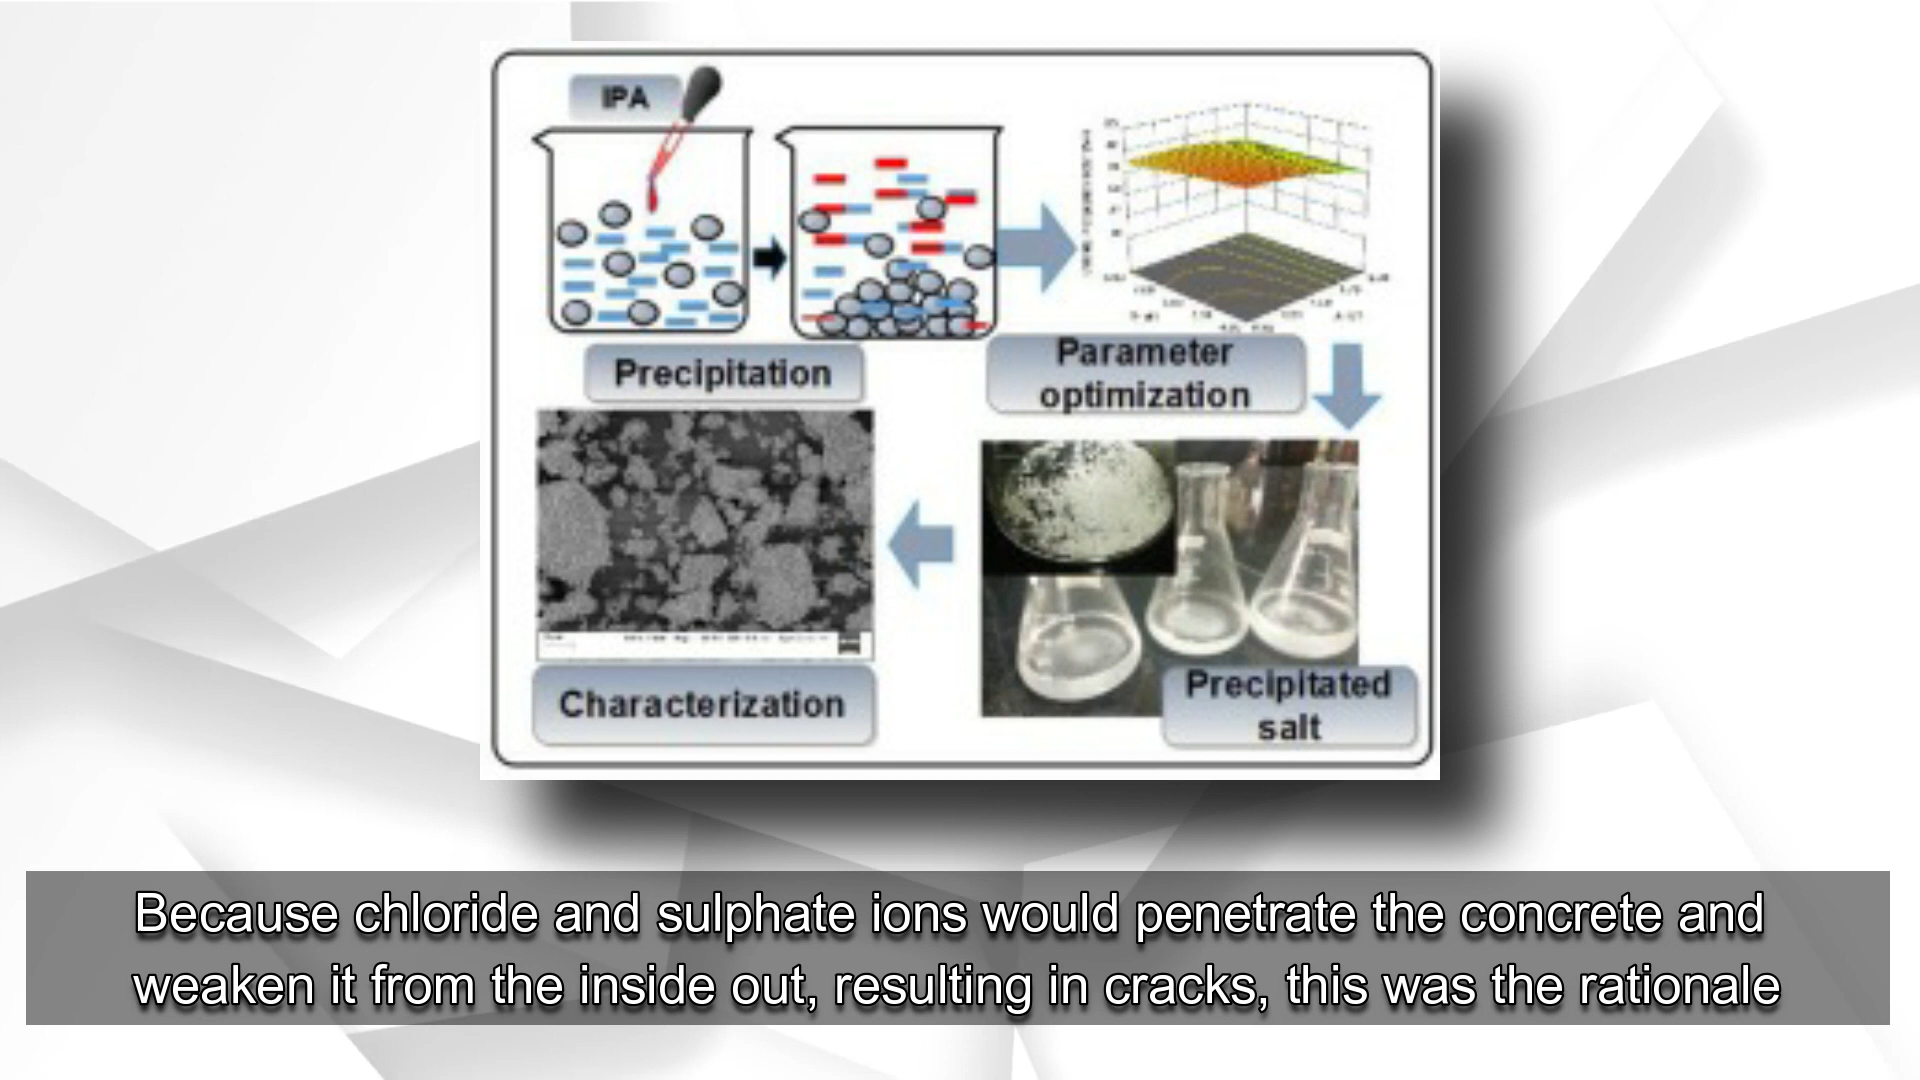 IPA
Precipitation
Parameter
optimization
Characterization
Precipitated
salt
Because chloride and sulphate ions would penetrate the concrete and
weaken it from the inside out, resulting in cracks, this was the rationale